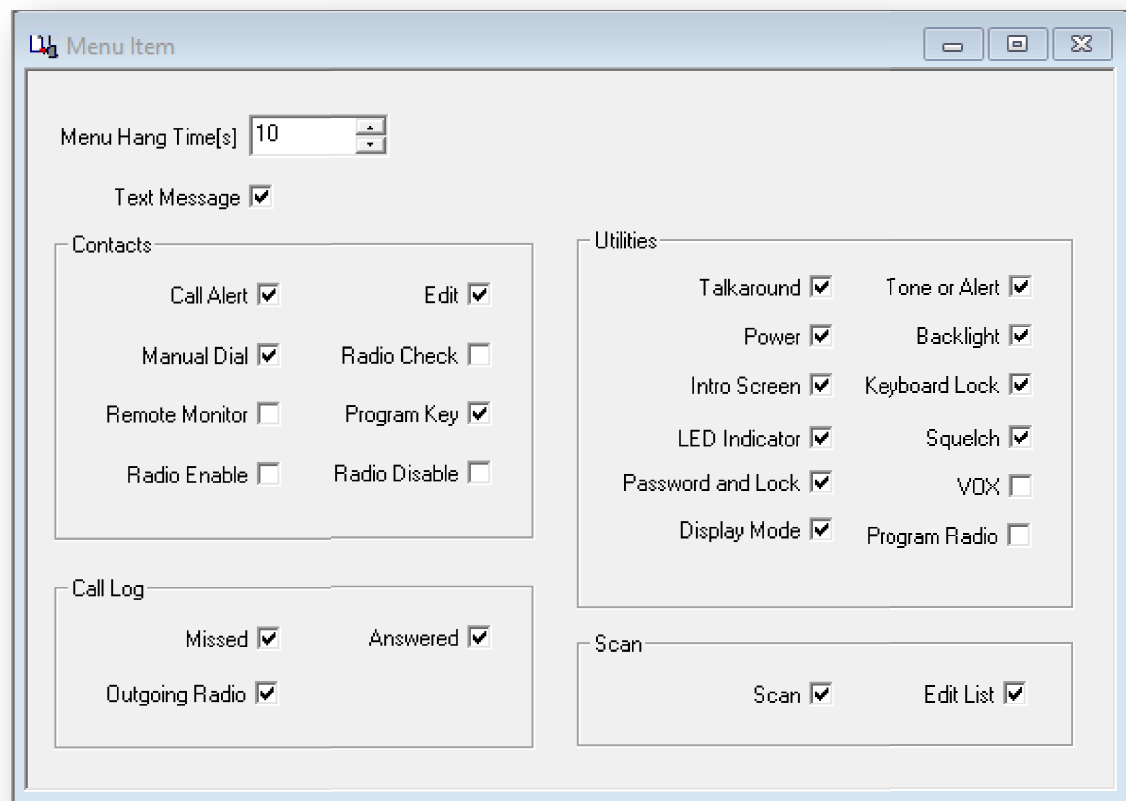 Menu Item
Menu Hang Time[s] 10
Text Message
Contacts
Call Alert Edit
Manual Dial Radio Check
Remote Monitor Program Key
Radio Enable Radio Disable
Call Log
Missed Answered
Outgoing Radio
Utilities
Talkaround Tone or Alert
Power Backlight
Intro Screen Keyboard Lock
LED Indicator Squelch
Password and Lock VOX
Display Mode Program Radio
Scan
Scan Edit List